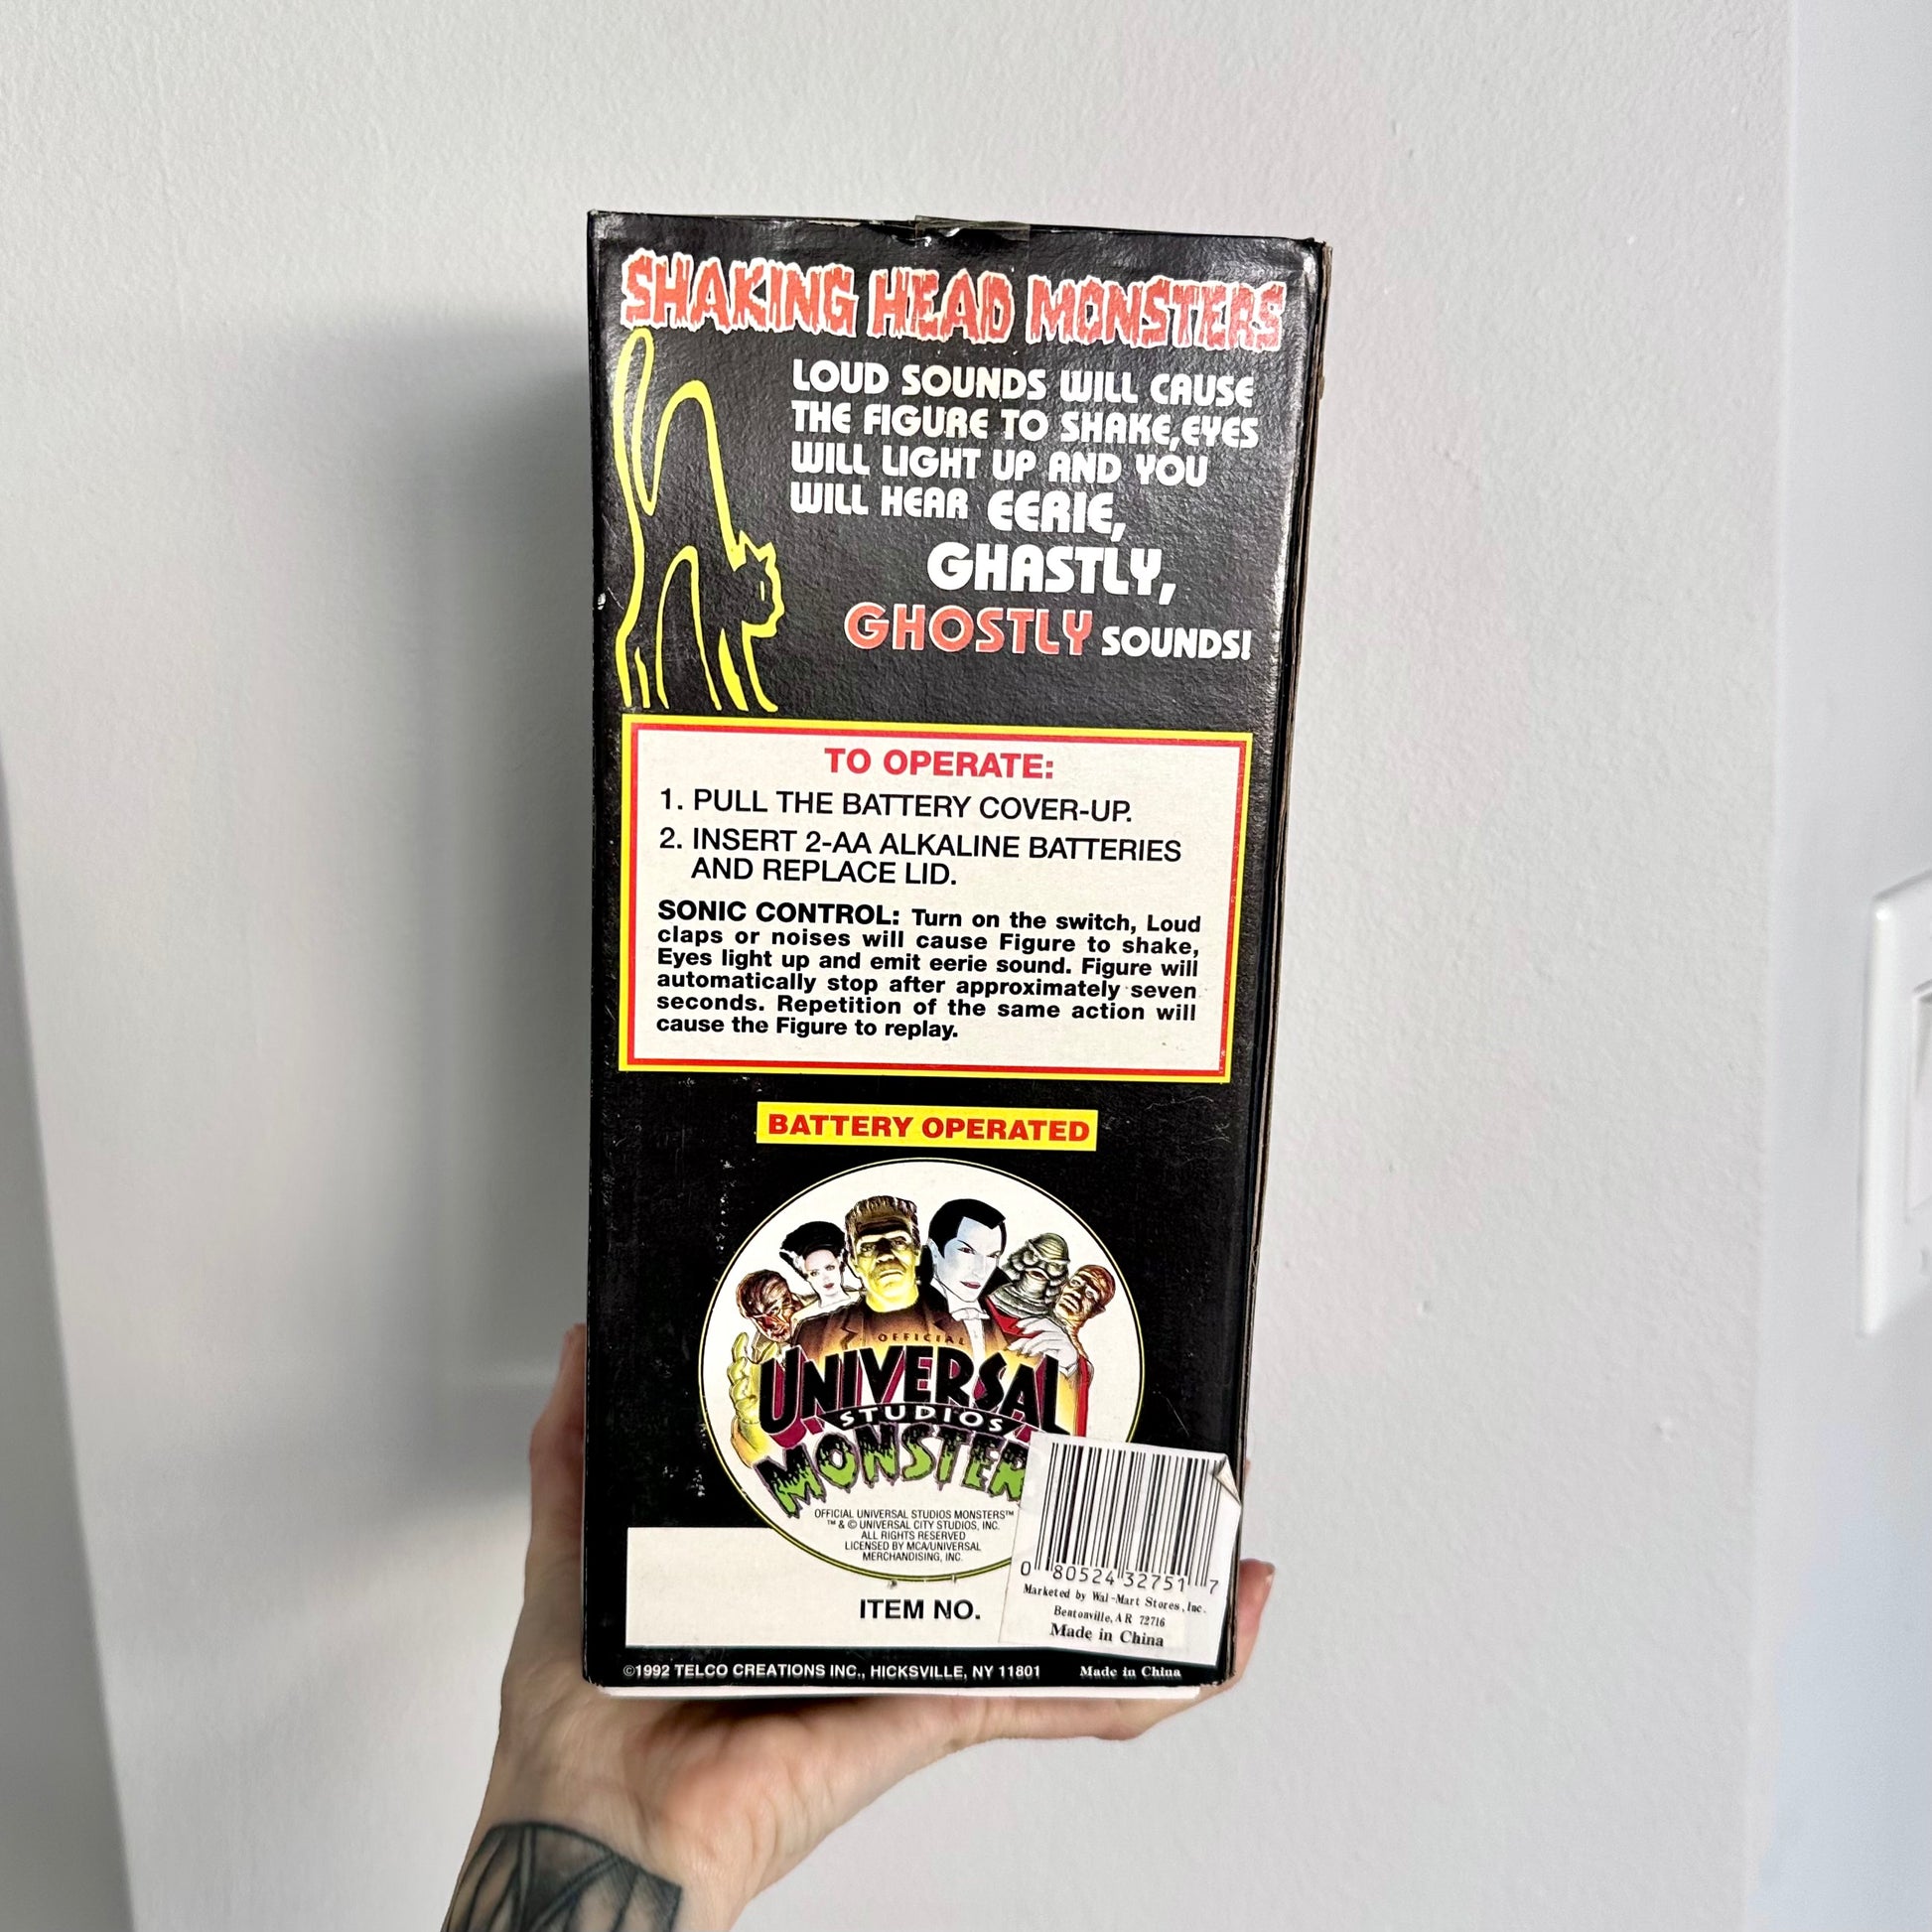 SHAKING HEAD MONSTERS
LOUD SOUNDS WILL CAUSE
THE FIGURE TO SHAKE,EYES
WILL LIGHT UP AND YOU
WILL HEAR EERIE,
GHASTLY,
GHOSTLY SOUNDS!
TO OPERATE:
1. PULL THE BATTERY COVER-UP.
2. INSERT 2-AA ALKALINE BATTERIES
AND REPLACE LID.
SONIC CONTROL: Turn on the switch, Loud
claps or noises will cause Figure to shake,
Eyes light up and emit eerie sound. Figure will
automatically stop after approximately seven
seconds. Repetition of the same action will
cause the Figure to replay.
BATTERY OPERATED
OFFICIAL
UNIVERSAL
STUDIOS
MONSTER
OFFICIAL UNIVERSAL STUDIOS MONSTERS™
™ & © UNIVERSAL CITY STUDIOS, INC.
ALL RIGHTS RESERVED
LICENSED BY MCA/UNIVERSAL
MERCHANDISING, INC.
0 80524 32751 7
Marketed by Wal-Mart Stores, Inc.
Bentonville, AR 72716
Made in China
ITEM NO.
©1992 TELCO CREATIONS INC., HICKSVILLE, NY 11801 Made in China